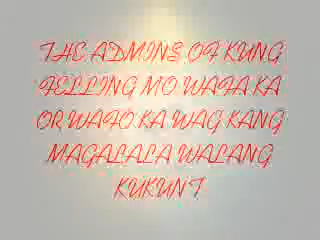 THE ADMINS OF KUNG
FELLING MO WAFA KA
OR WAFO KA WAG KANG
MAGALALA WALANG
KUKUNT